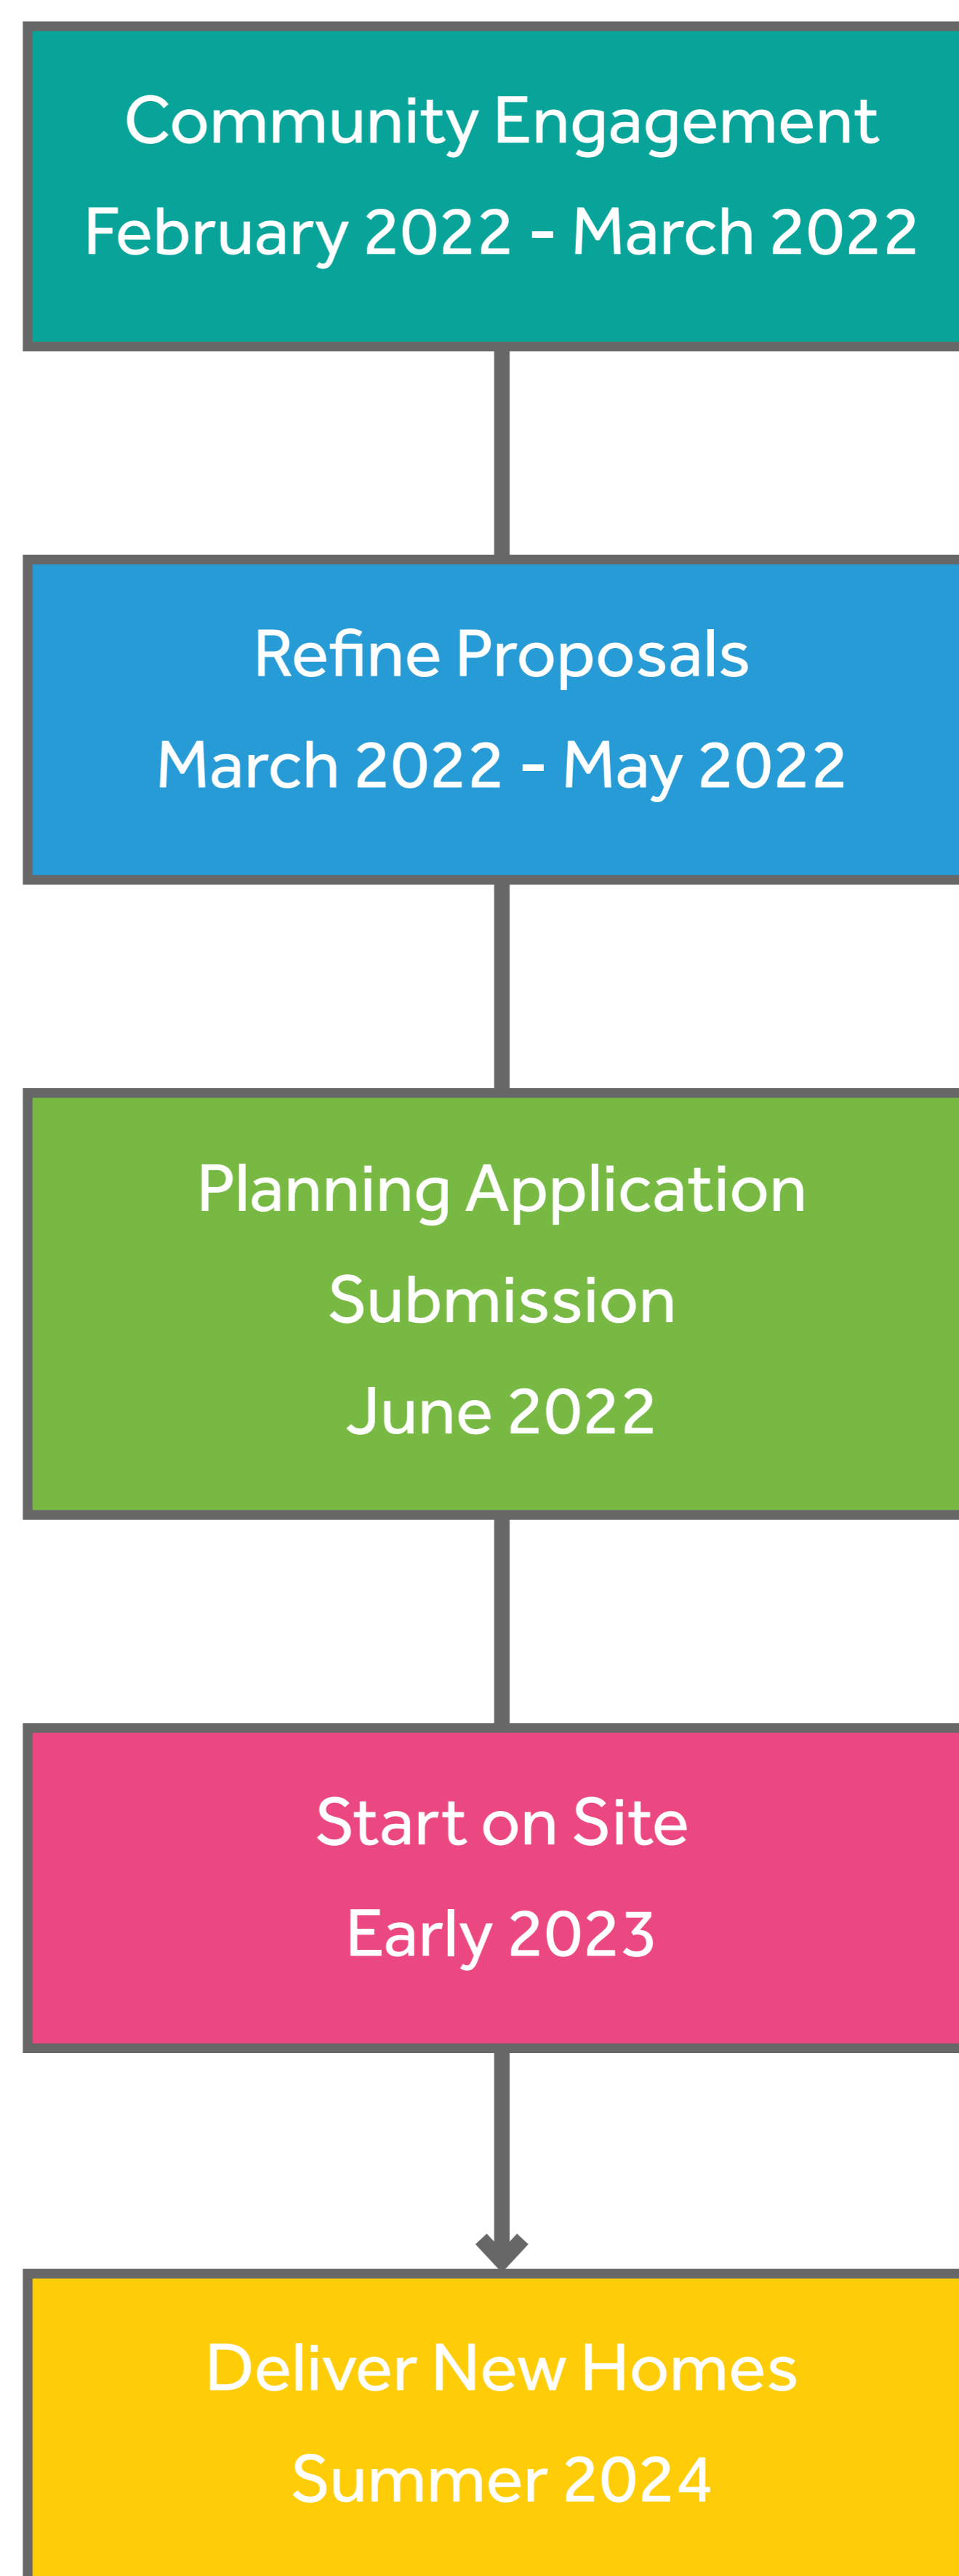 Community Engagement
February 2022 - March 2022
Refine Proposals
March 2022 - May 2022
Planning Application
Submission
June 2022
Start on Site
Early 2023
Deliver New Homes
Summer 2024